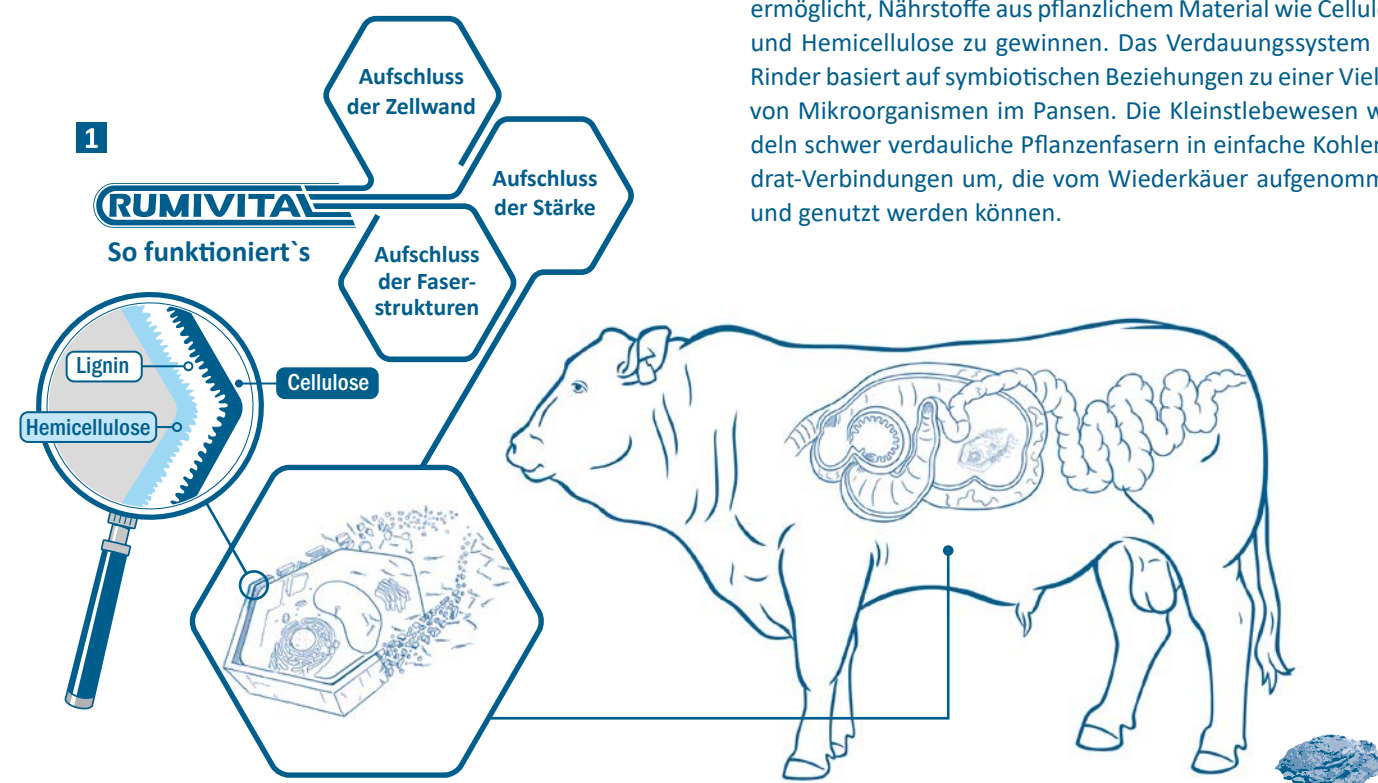 ermöglicht, Nährstoffe aus pflanzlichem Material wie
und Hemicellulose zu gewinnen. Das Verdauungssystem
Rinder basiert auf symbiotischen Beziehungen zu einer
von Mikroorganismen im Pansen. Die Kleinstlebewesen
deln schwer verdauliche Pflanzenfasern in einfache
drat-Verbindungen um, die vom Wiederkäuer
und genutzt werden können.
Aufschluss
der Zellwand
1
Aufschluss
der Stärke
RUMIVITAL
So funktioniert`s
Aufschluss
der Faser-
strukturen
Lignin
Cellulose
Hemicellulose